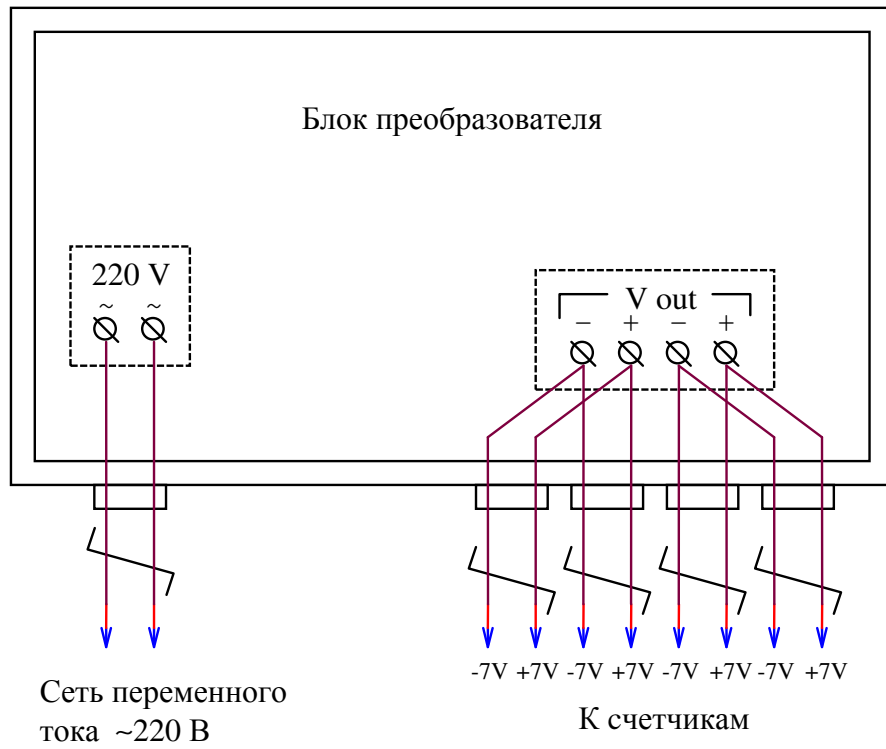 Блок преобразователя
220 V
~ ~
V out
− + − +
-7V +7V -7V +7V -7V +7V -7V +7V
Сеть переменного
тока ~220 В
К счетчикам